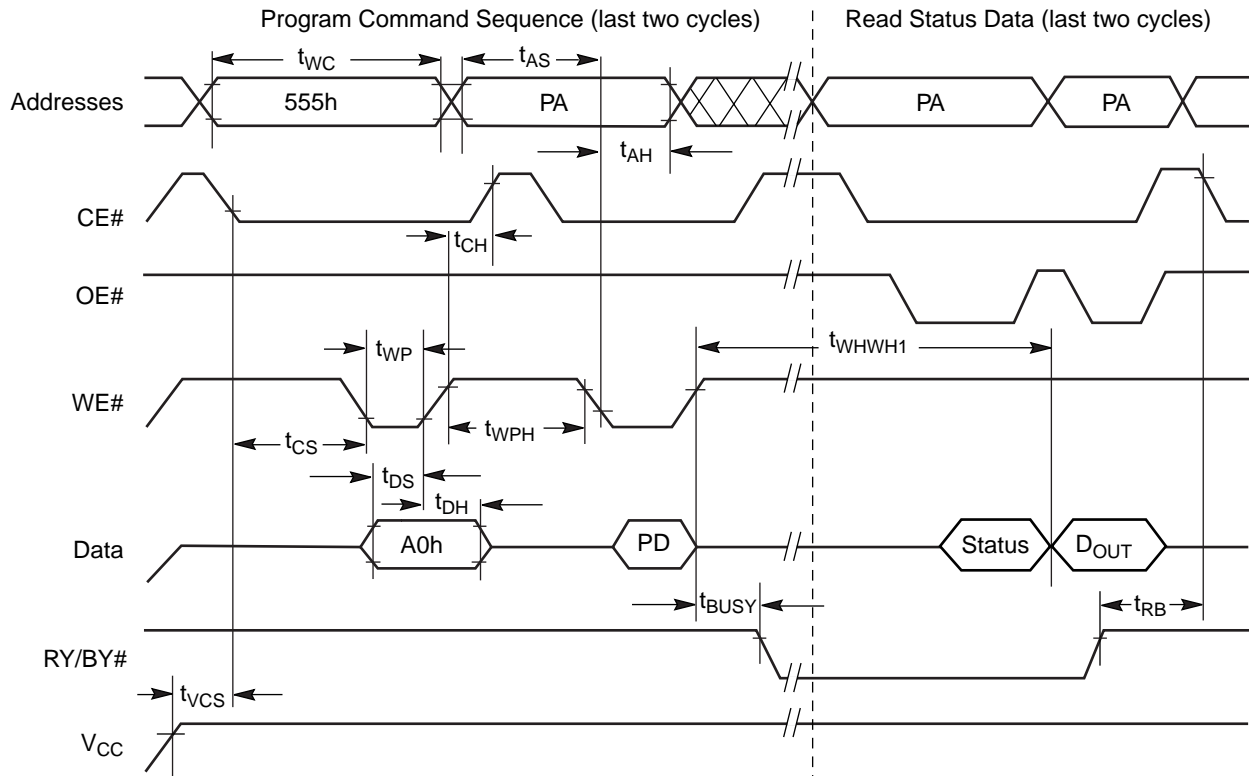 Program Command Sequence (last two cycles)
Read Status Data (last two cycles)
tWC
tAS
Addresses
555h
PA
PA
PA
tAH
CE#
tCH
OE#
tWP
tWHWH1
WE#
tCS
tWPH
tDS
tDH
Data
A0h
PD
Status
DOUT
tBUSY
tRB
RY/BY#
tVCS
VCC